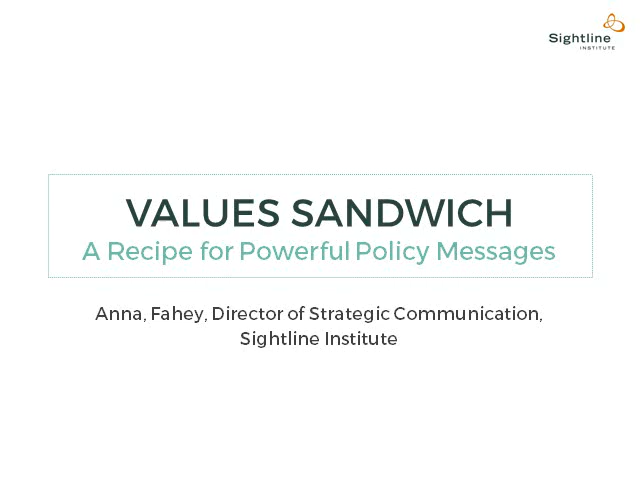 Sightline
INSTITUTE
VALUES SANDWICH
A Recipe for Powerful Policy Messages
Anna, Fahey, Director of Strategic Communication,
Sightline Institute